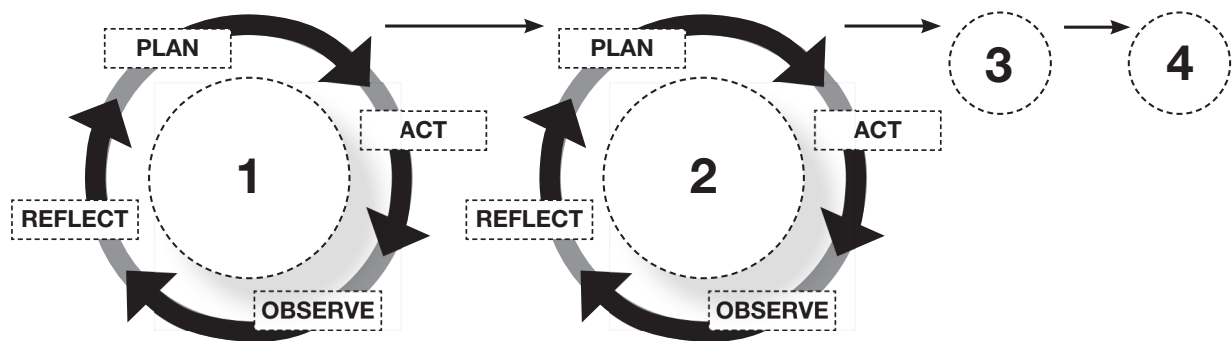 PLAN
ACT
1
REFLECT
OBSERVE
PLAN
ACT
2
REFLECT
OBSERVE
3
4